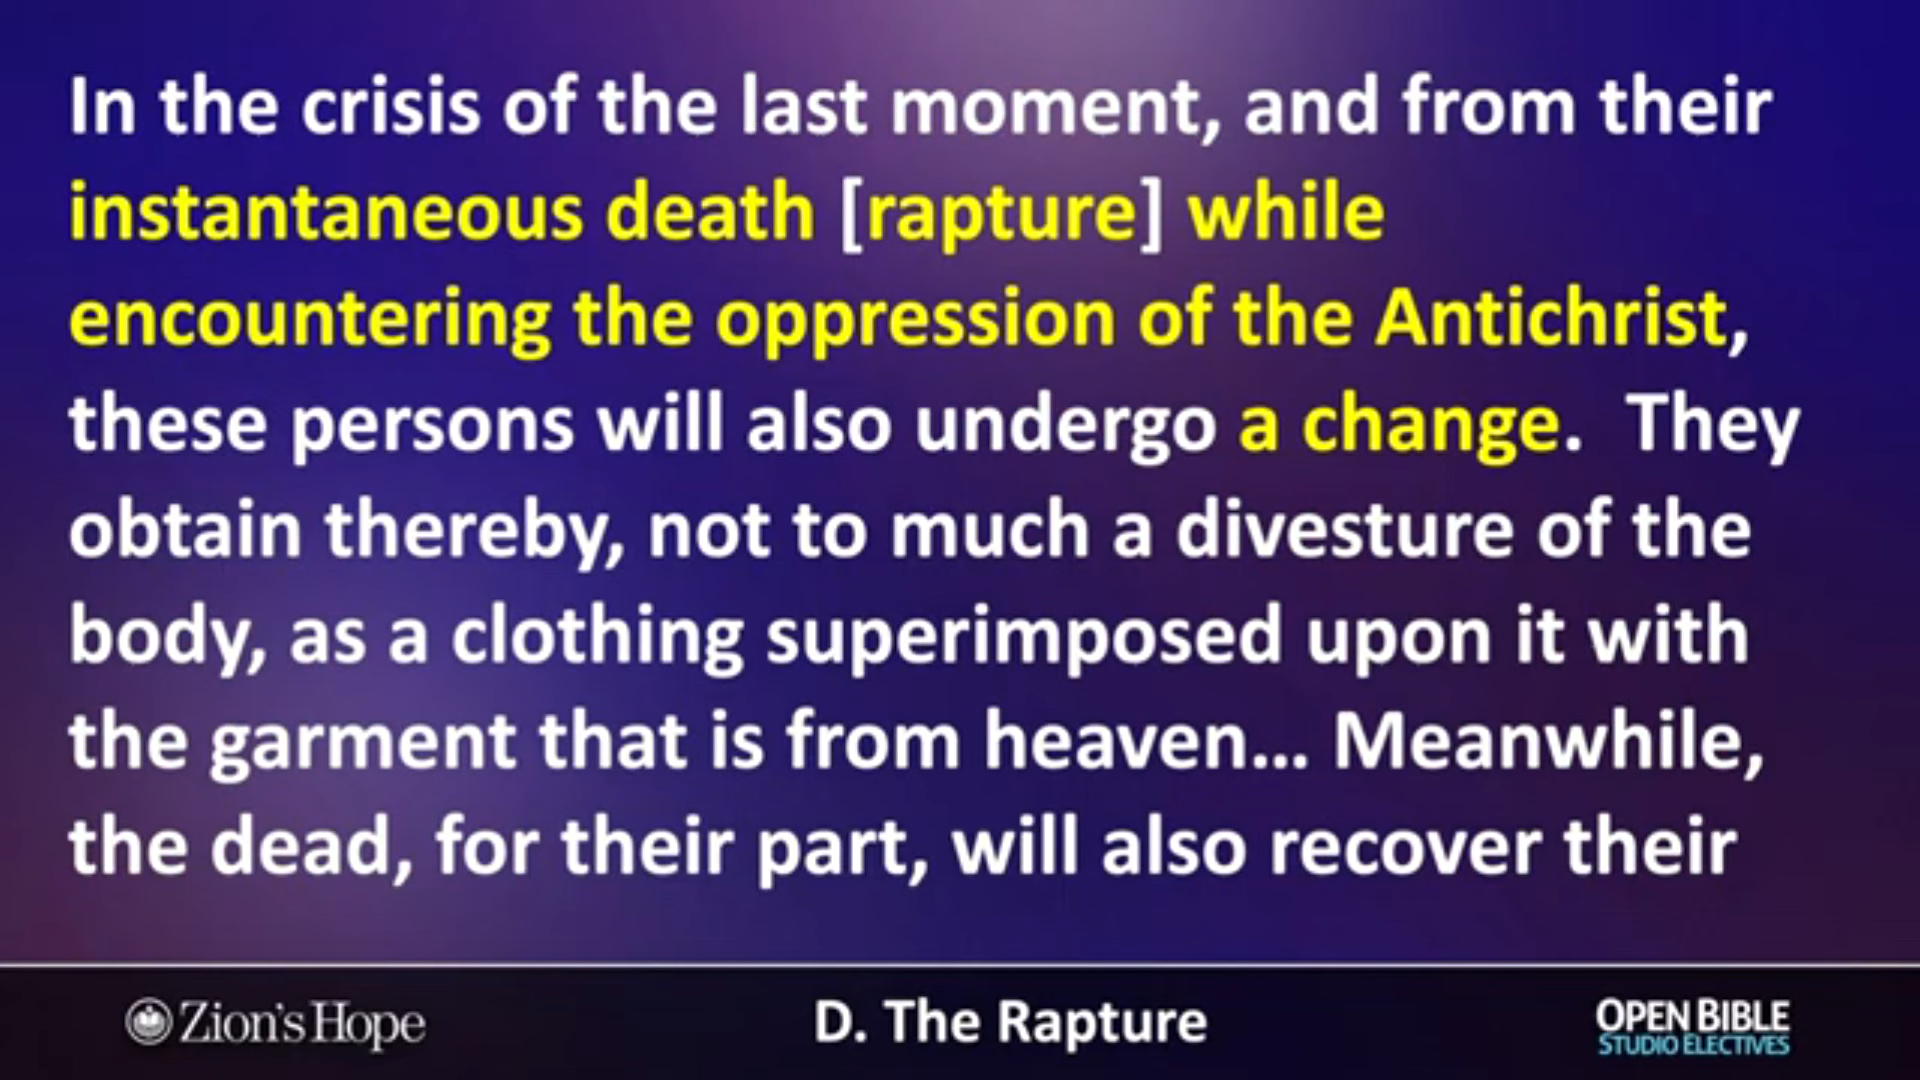 In the crisis of the last moment, and from their
instantaneous death [rapture] while
encountering the oppression of the Antichrist,
these persons will also undergo a change. They
obtain thereby, not to much a divesture of the
body, as a clothing superimposed upon it with
the garment that is from heaven... Meanwhile,
the dead, for their part, will also recover their
Zion's Hope
D. The Rapture
OPEN BIBLE
STUDIO ELECTIVES